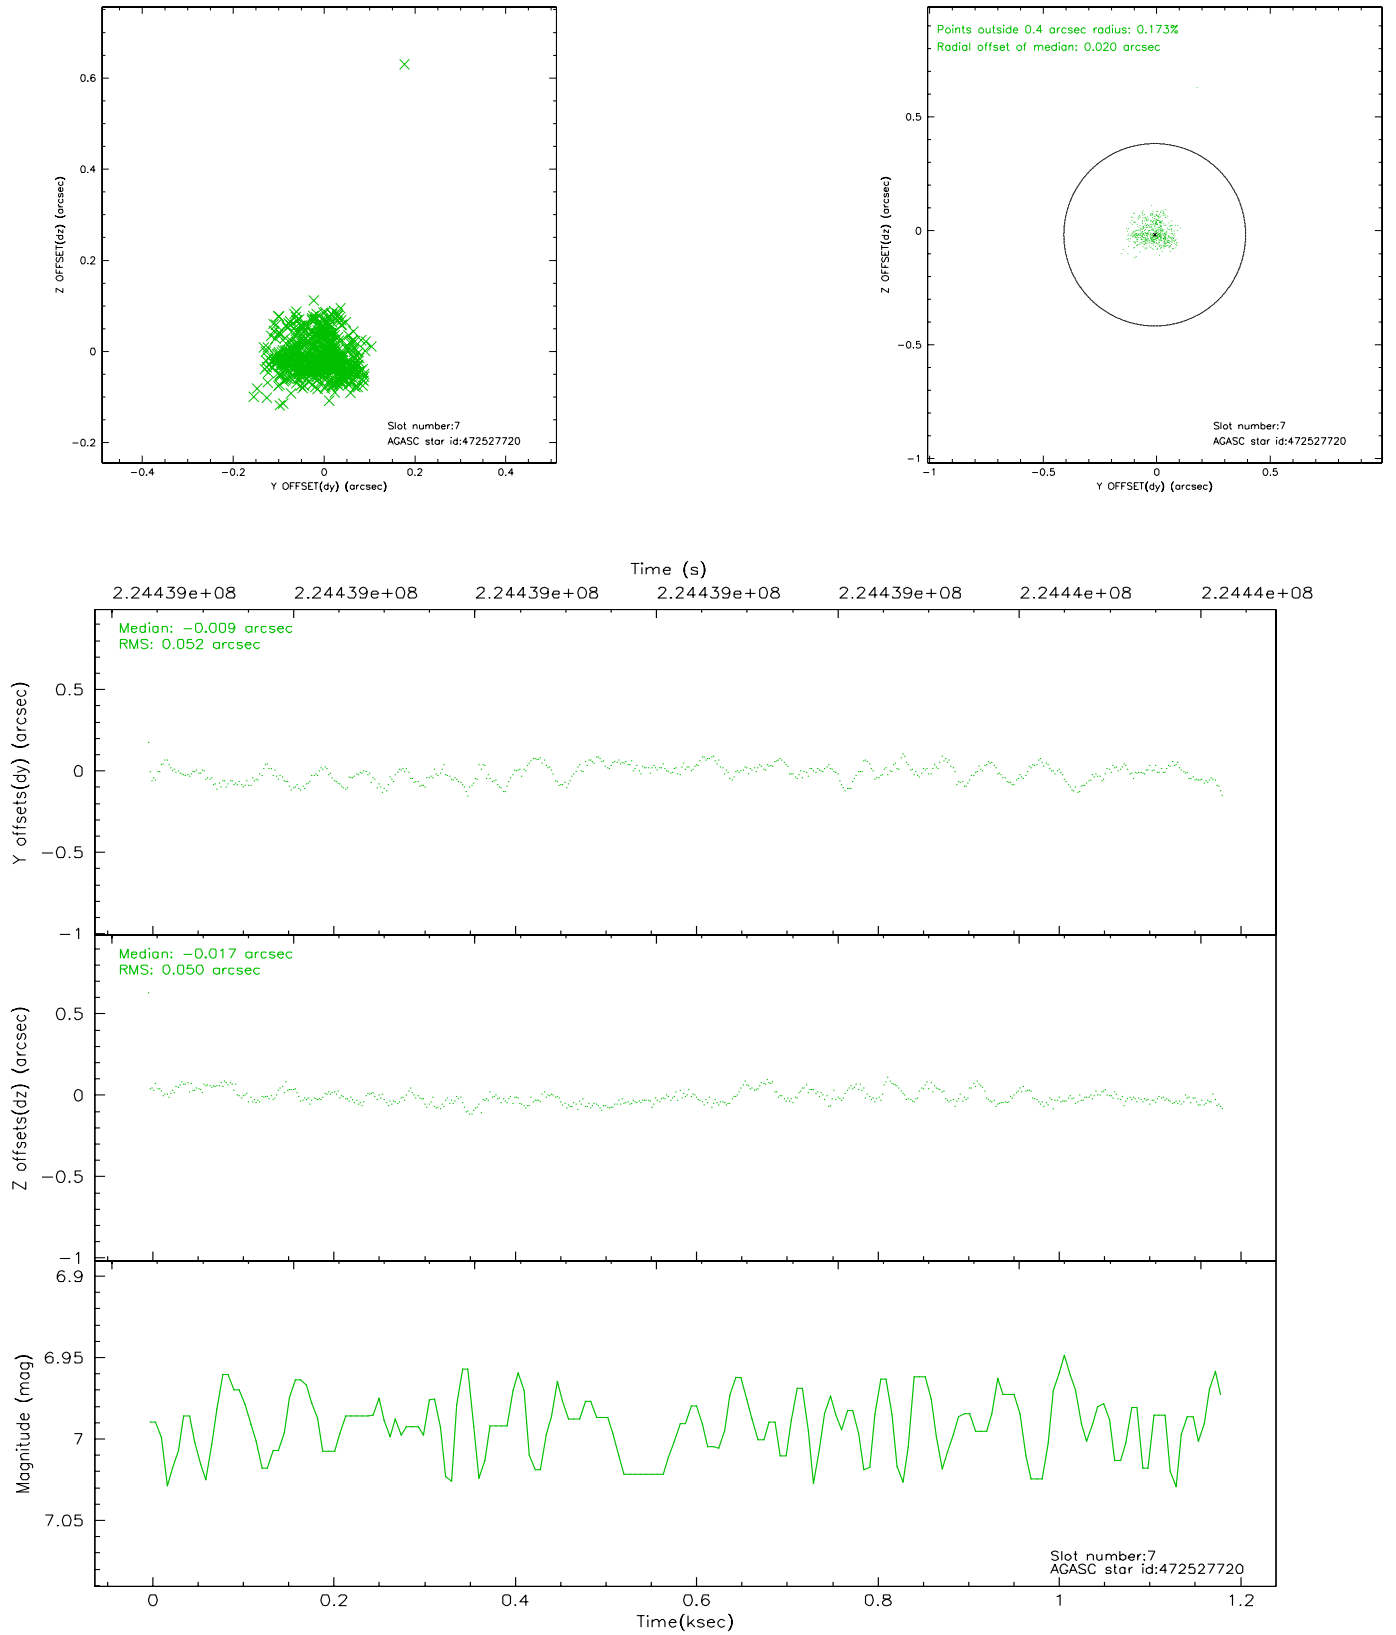 0.6
0.4
0.2
0
−0.2
Z OFFSET(dz) (arcsec)
Slot number:7
AGASC star id:472527720
−0.4 −0.2 0 0.2 0.4
Y OFFSET(dy) (arcsec)
Points outside 0.4 arcsec radius: 0.173%
Radial offset of median: 0.020 arcsec
0.5
0
−0.5
−1
Z OFFSET(dz) (arcsec)
Slot number:7
AGASC star id:472527720
−1 −0.5 0 0.5
Y OFFSET(dy) (arcsec)
Time (s)
2.24439e+08 2.24439e+08 2.24439e+08 2.24439e+08 2.24439e+08 2.2444e+08 2.2444e+08
Median: −0.009 arcsec
RMS: 0.052 arcsec
0.5
0
−0.5
−1
Y offsets(dy) (arcsec)
Median: −0.017 arcsec
RMS: 0.050 arcsec
0.5
0
−0.5
−1
Z offsets(dz) (arcsec)
6.9
6.95
7
7.05
Magnitude (mag)
Slot number:7
AGASC star id:472527720
0 0.2 0.4 0.6 0.8 1 1.2
Time(ksec)